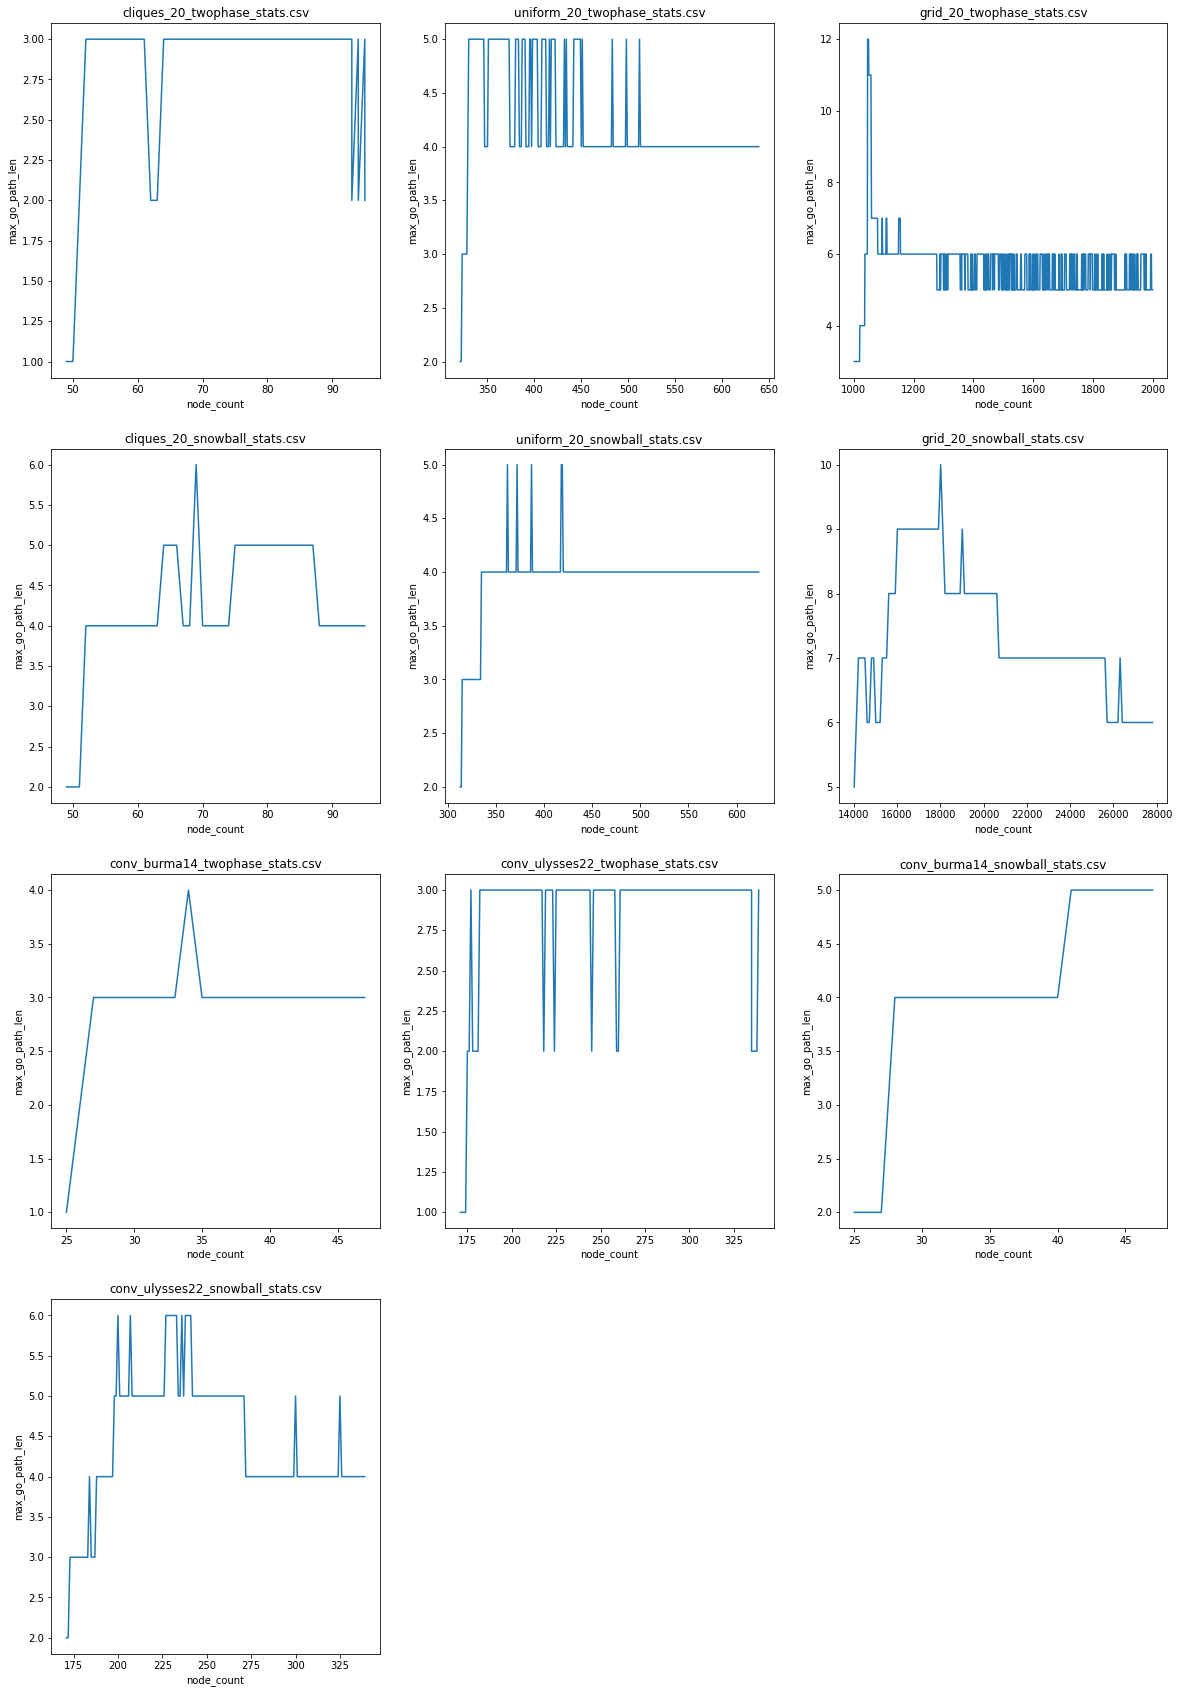 cliques_20_twophase_stats.csv
3.00
2.75
2.50
2.25
2.00
1.75
1.50
1.25
1.00
max_go_path_len
50 60 70 80 90
node_count
uniform_20_twophase_stats.csv
5.0
4.5
4.0
3.5
3.0
2.5
2.0
max_go_path_len
350 400 450 500 550 600 650
node_count
grid_20_twophase_stats.csv
12
10
8
6
4
max_go_path_len
1000 1200 1400 1600 1800 2000
node_count
cliques_20_snowball_stats.csv
6.0
5.5
5.0
4.5
4.0
3.5
3.0
2.5
2.0
max_go_path_len
50 60 70 80 90
node_count
uniform_20_snowball_stats.csv
5.0
4.5
4.0
3.5
3.0
2.5
2.0
max_go_path_len
300 350 400 450 500 550 600
node_count
grid_20_snowball_stats.csv
10
9
8
7
6
5
max_go_path_len
14000 16000 18000 20000 22000 24000 26000 28000
node_count
conv_burma14_twophase_stats.csv
4.0
3.5
3.0
2.5
2.0
1.5
1.0
max_go_path_len
25 30 35 40 45
node_count
conv_ulysses22_twophase_stats.csv
3.00
2.75
2.50
2.25
2.00
1.75
1.50
1.25
1.00
max_go_path_len
175 200 225 250 275 300 325
node_count
conv_burma14_snowball_stats.csv
5.0
4.5
4.0
3.5
3.0
2.5
2.0
max_go_path_len
25 30 35 40 45
node_count
conv_ulysses22_snowball_stats.csv
6.0
5.5
5.0
4.5
4.0
3.5
3.0
2.5
2.0
max_go_path_len
175 200 225 250 275 300 325
node_count